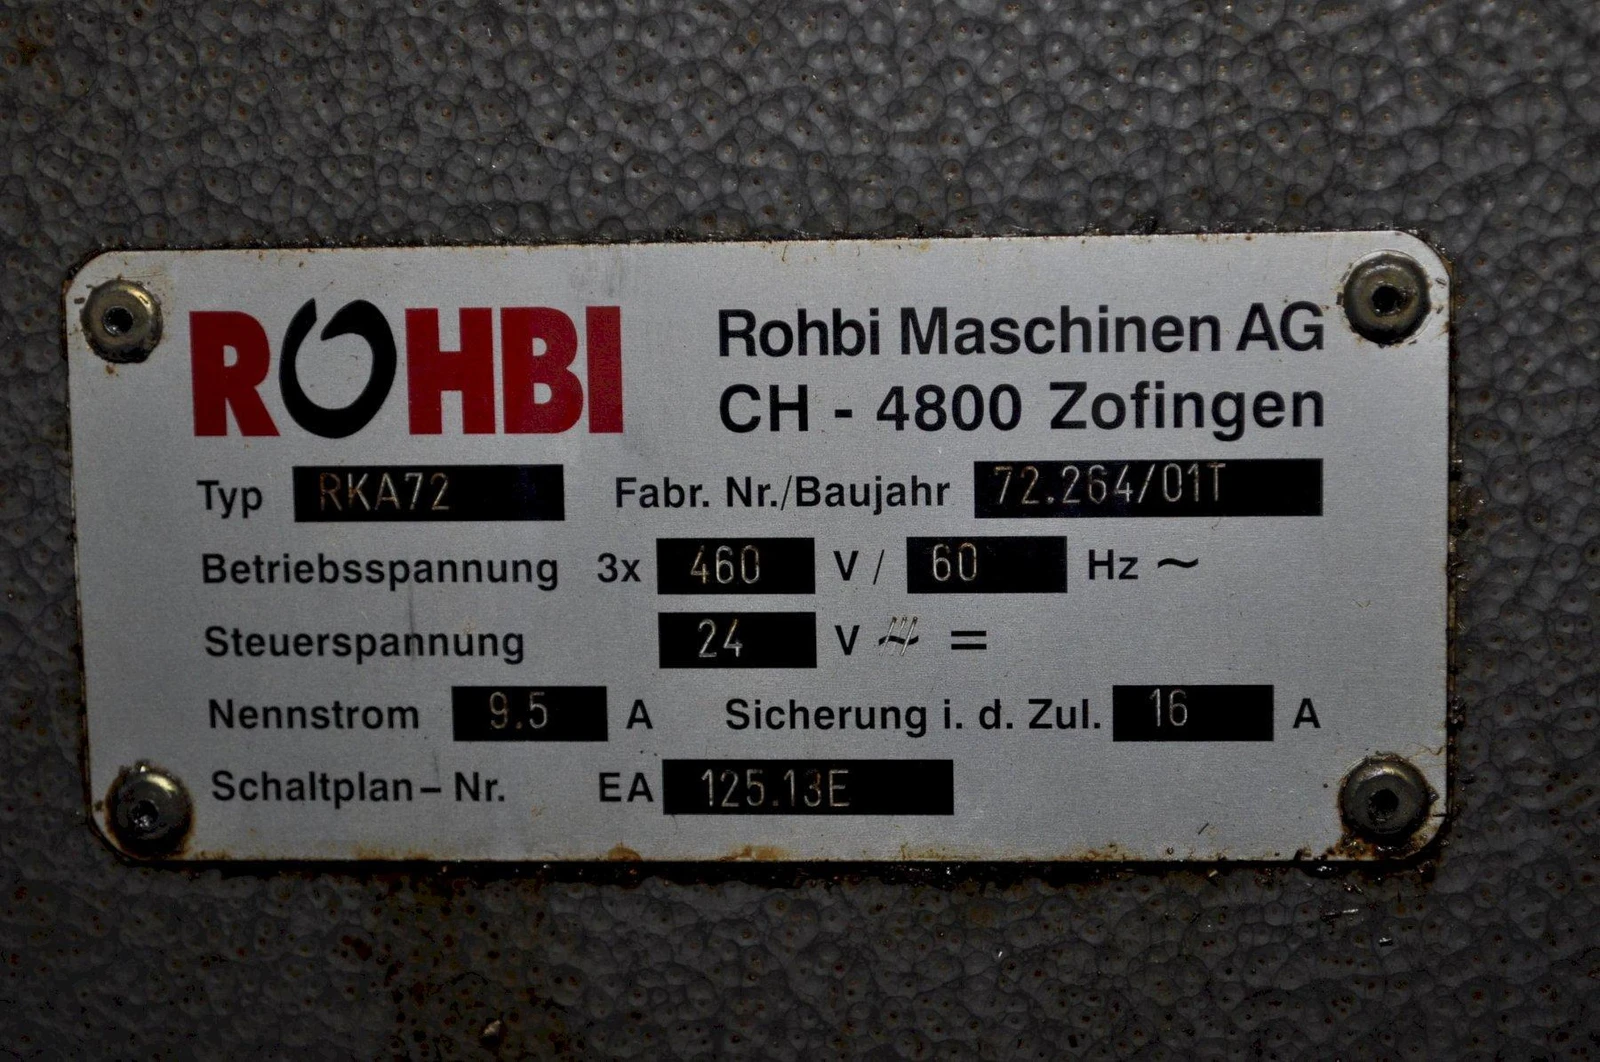 ROHBI
Rohbi Maschinen AG
CH - 4800 Zofingen
Typ RKA72 Fabr. Nr./Baujahr 72.264/01T
Betriebsspannung 3x 460 V / 60 Hz ~
Steuerspannung 24 V ~ =
Nennstrom 9.5 A Sicherung i. d. Zul. 16 A
Schaltplan – Nr. EA 125.13E